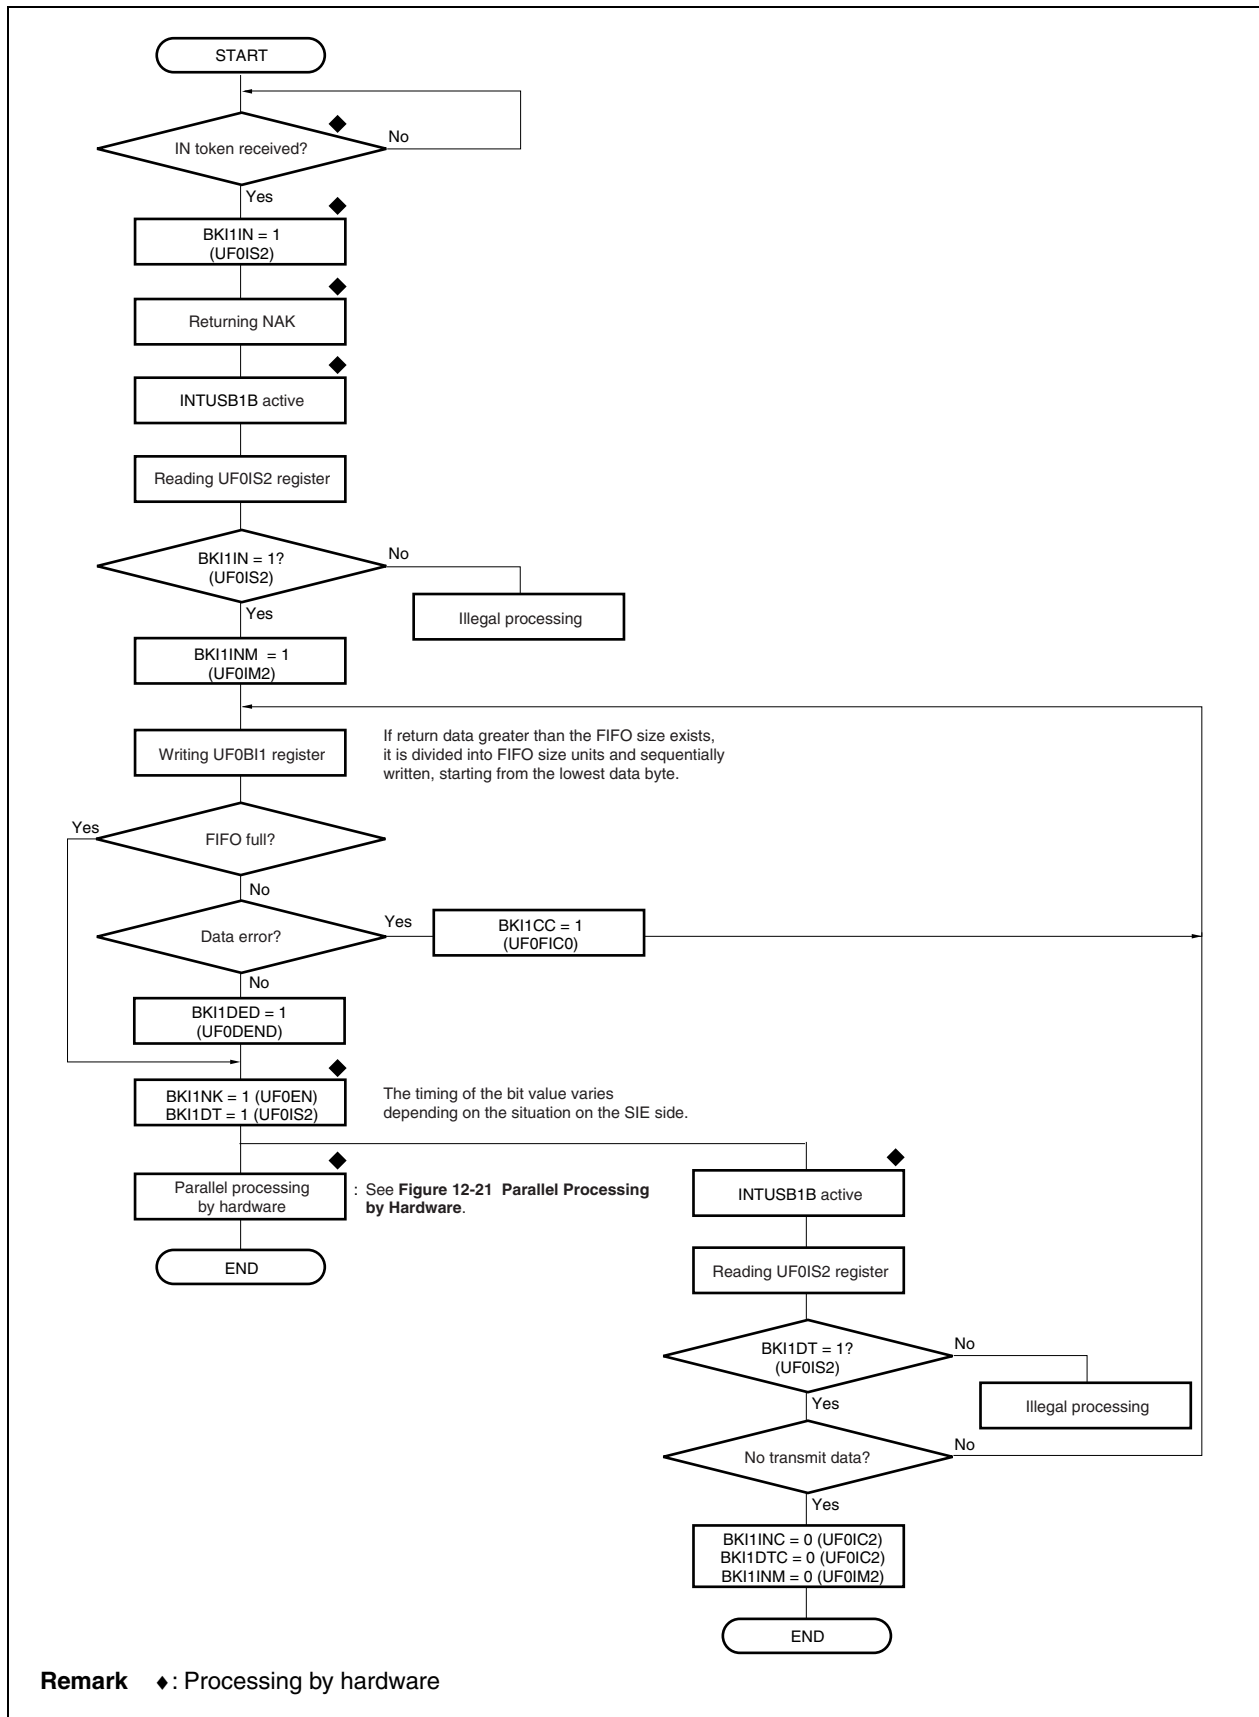 START
IN token received?
No
Yes
BKI1IN = 1
(UF0IS2)
Returning NAK
INTUSB1B active
Reading UF0IS2 register
BKI1IN = 1?
(UF0IS2)
No
Illegal processing
Yes
BKI1INM = 1
(UF0IM2)
Writing UF0BI1 register
If return data greater than the FIFO size exists,
it is divided into FIFO size units and sequentially
written, starting from the lowest data byte.
Yes
FIFO full?
No
Data error?
Yes
BKI1CC = 1
(UF0FIC0)
No
BKI1DED = 1
(UF0DEND)
BKI1NK = 1 (UF0EN)
BKI1DT = 1 (UF0IS2)
The timing of the bit value varies
depending on the situation on the SIE side.
Parallel processing
by hardware
: See Figure 12-21 Parallel Processing
by Hardware.
END
INTUSB1B active
Reading UF0IS2 register
BKI1DT = 1?
(UF0IS2)
No
Illegal processing
Yes
No transmit data?
No
Yes
BKI1INC = 0 (UF0IC2)
BKI1DTC = 0 (UF0IC2)
BKI1INM = 0 (UF0IM2)
END
Remark ♦: Processing by hardware